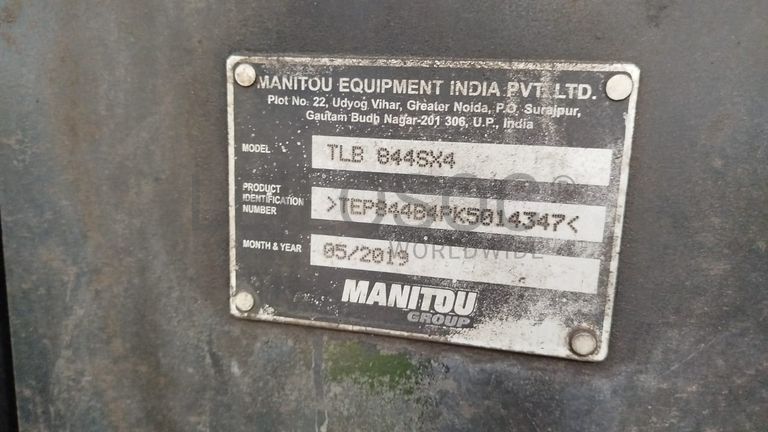 MANITOU EQUIPMENT INDIA PVT. LTD.
Plot No. 22, Udyog Vihar, Greater Noida, P.O. Surajpur,
Gautam Budh Nagar-201 306, U.P., India
MODEL
TLB 844SX4
PRODUCT
IDENTIFICATION
NUMBER
>TEP844B4PK5014347<
MONTH & YEAR
05/2019
WORLDWIDE
MANITOU
GROUP